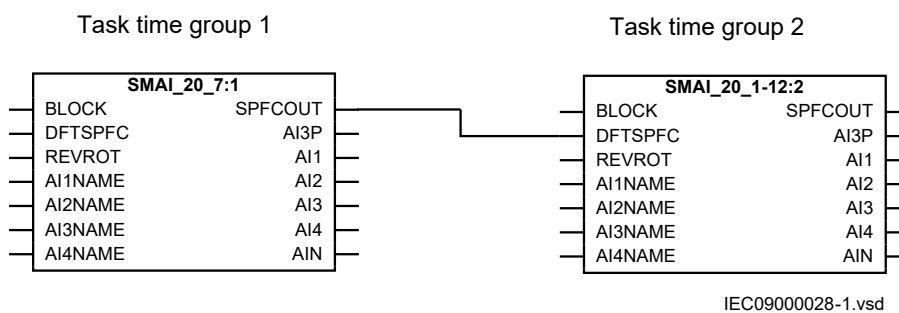 Task time group 1
Task time group 2
SMAI_20_7:1
BLOCK SPFCOUT
DFTSPFC AI3P
REVROT AI1
AI1NAME AI2
AI2NAME AI3
AI3NAME AI4
AI4NAME AIN
SMAI_20_1-12:2
BLOCK SPFCOUT
DFTSPFC AI3P
REVROT AI1
AI1NAME AI2
AI2NAME AI3
AI3NAME AI4
AI4NAME AIN
IEC09000028-1.vsd